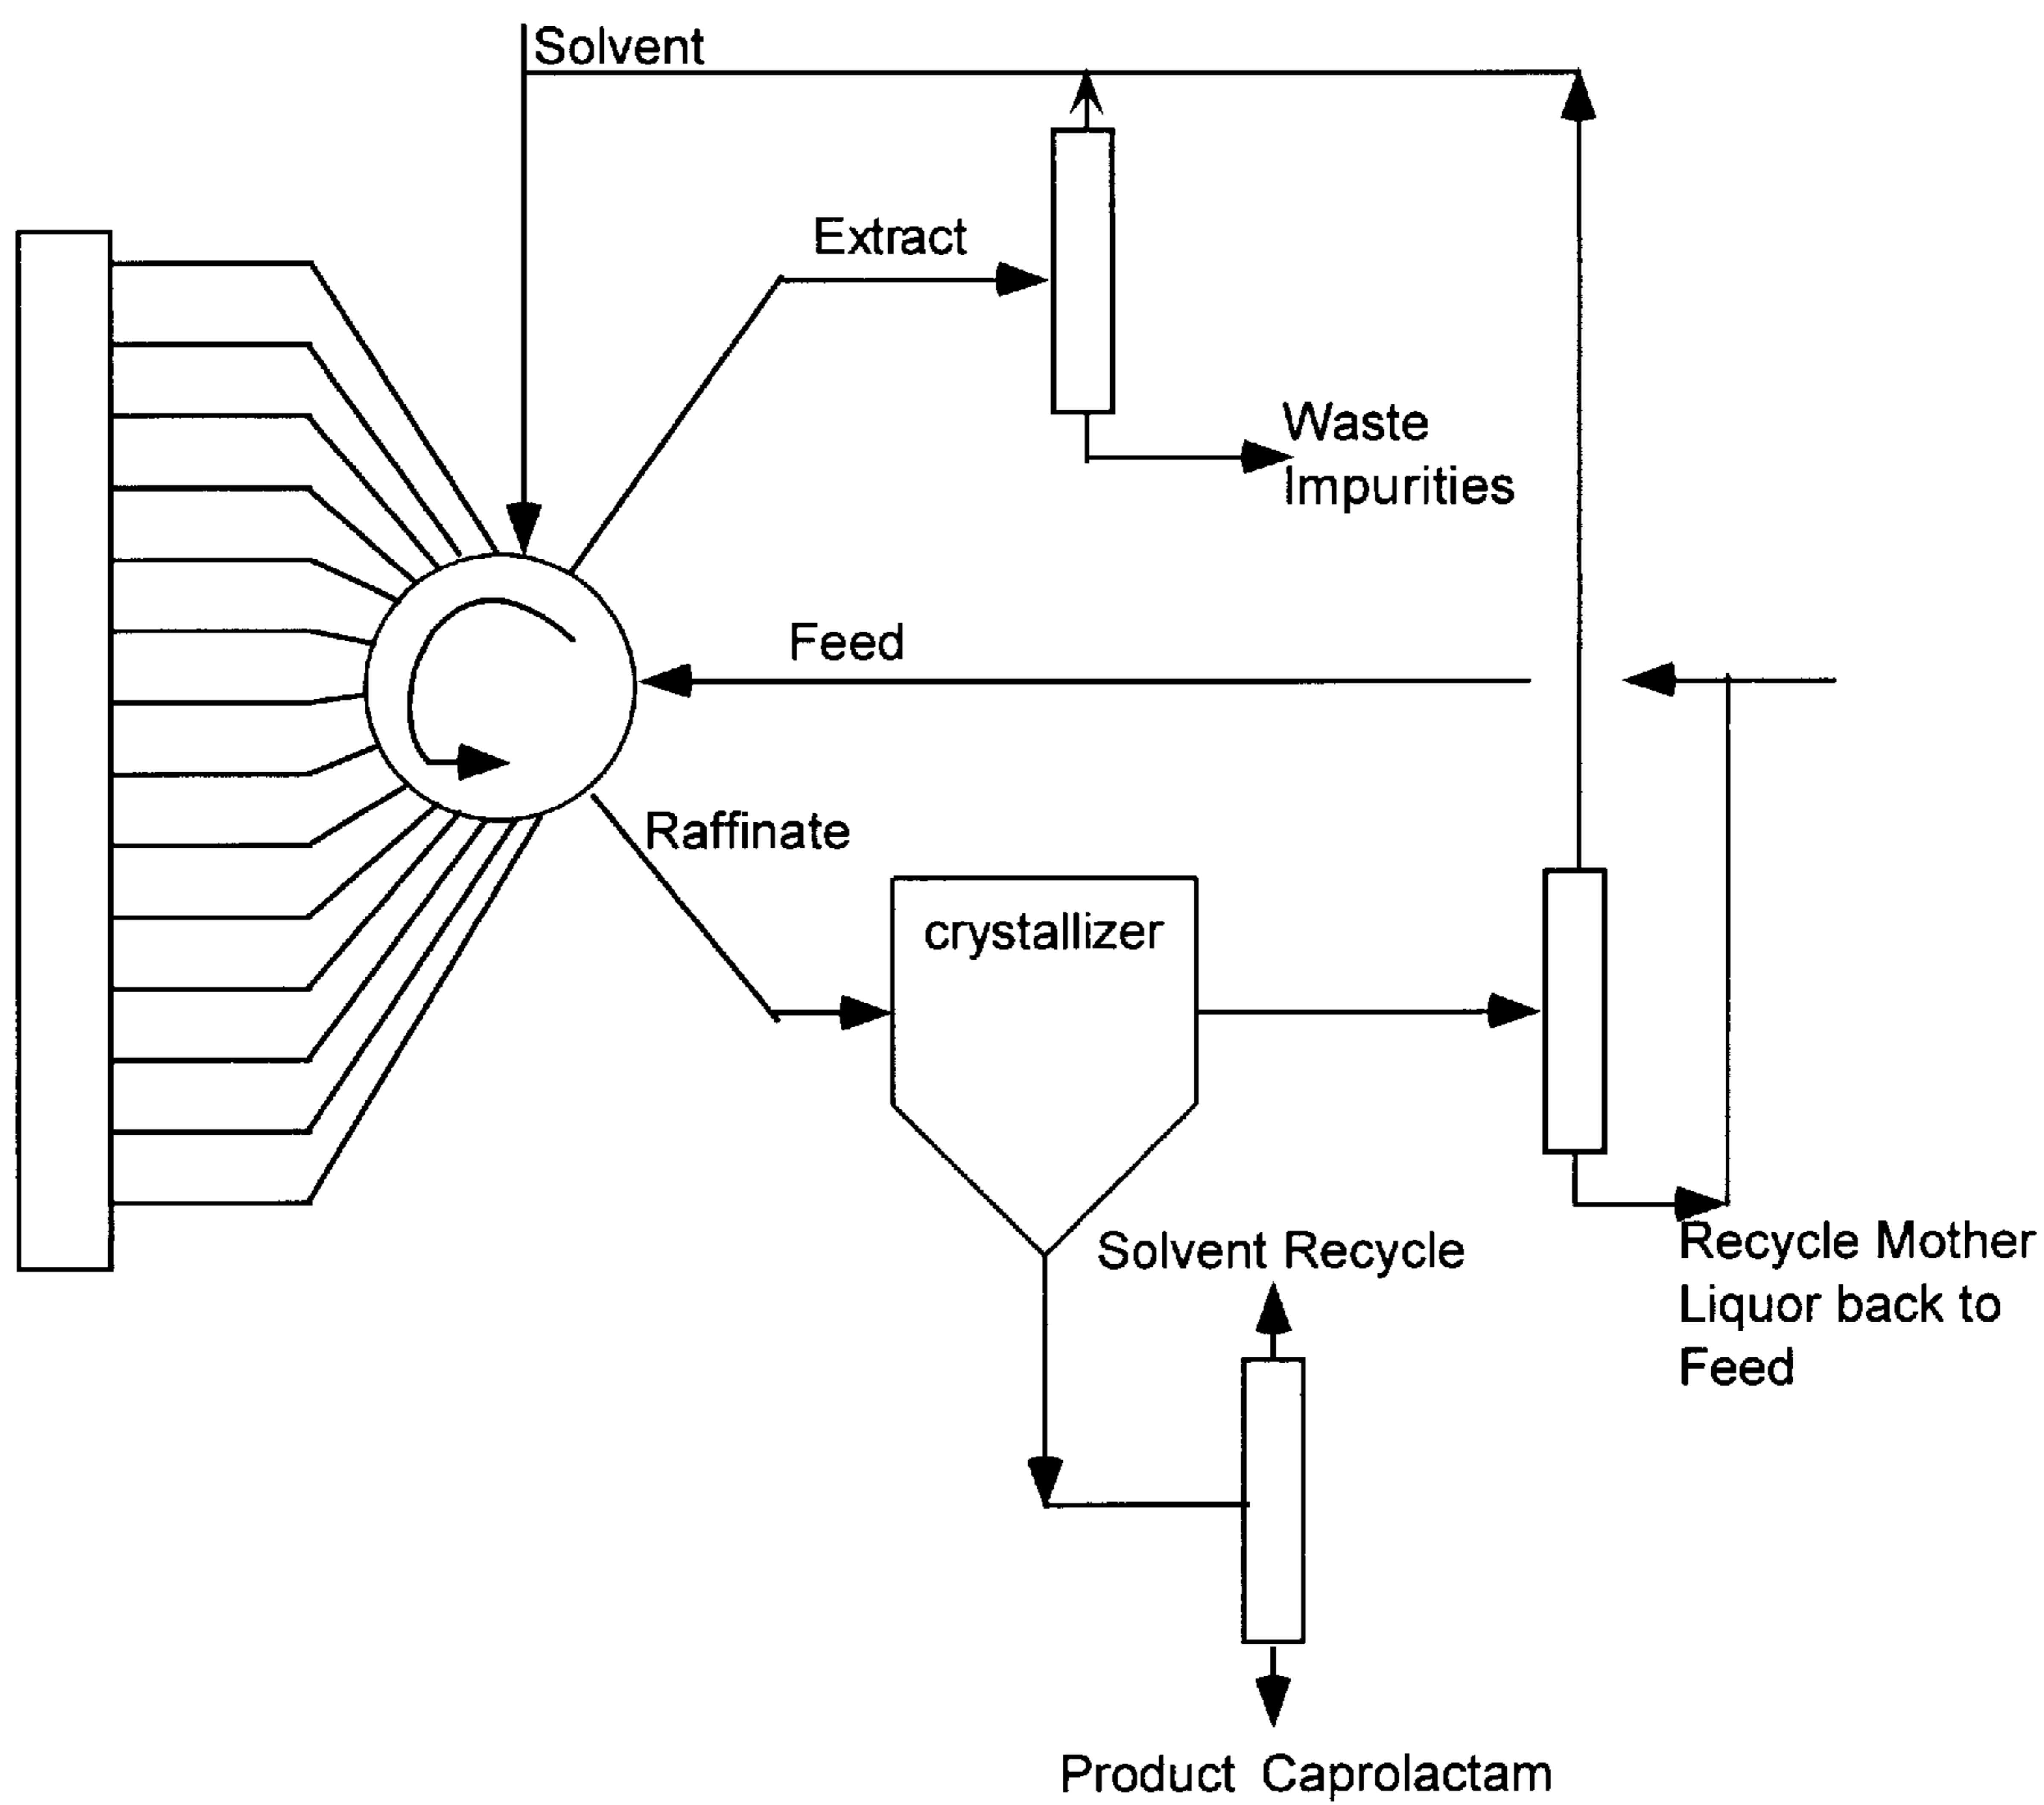 Solvent
Extract
Waste
Impurities
Feed
Raffinate
crystallizer
Solvent Recycle
Recycle Mother
Liquor back to
Feed
Product Caprolactam